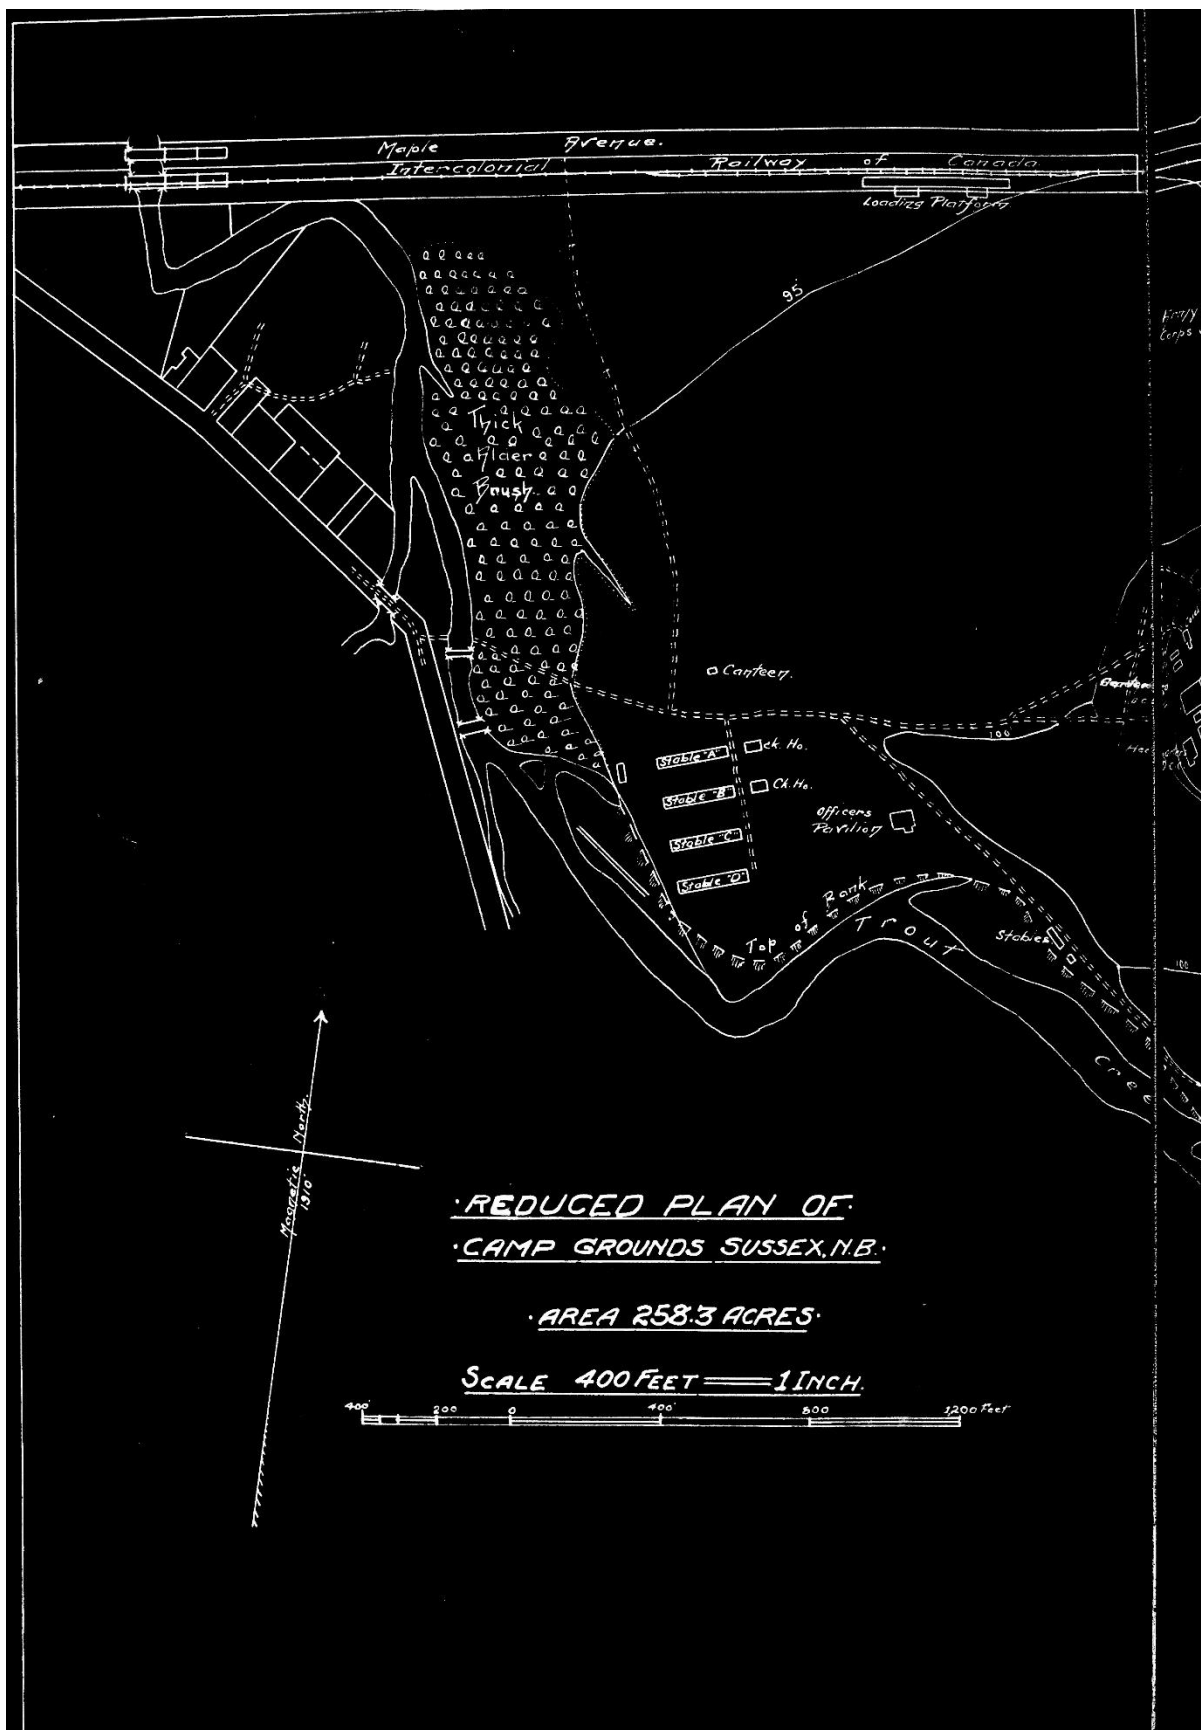 Maple Avenue.
Intercolonial Railway of Canada
Loading Platform.
95'
Corps
Thick
Alder
Brush.
Canteen.
100'
Stable "A"
Ck. Ho.
Stable "B"
Ck. Ho.
Officers
Pavilion
Stable "C"
Stable "D"
Top of Bank
Trout
Stables
100
Cree
Magnetic North.
1910
·REDUCED PLAN OF·
·CAMP GROUNDS SUSSEX, N.B.·
·AREA 258.3 ACRES·
SCALE 400 FEET = 1 INCH.
400' 200 0 400' 800 1200 Feet